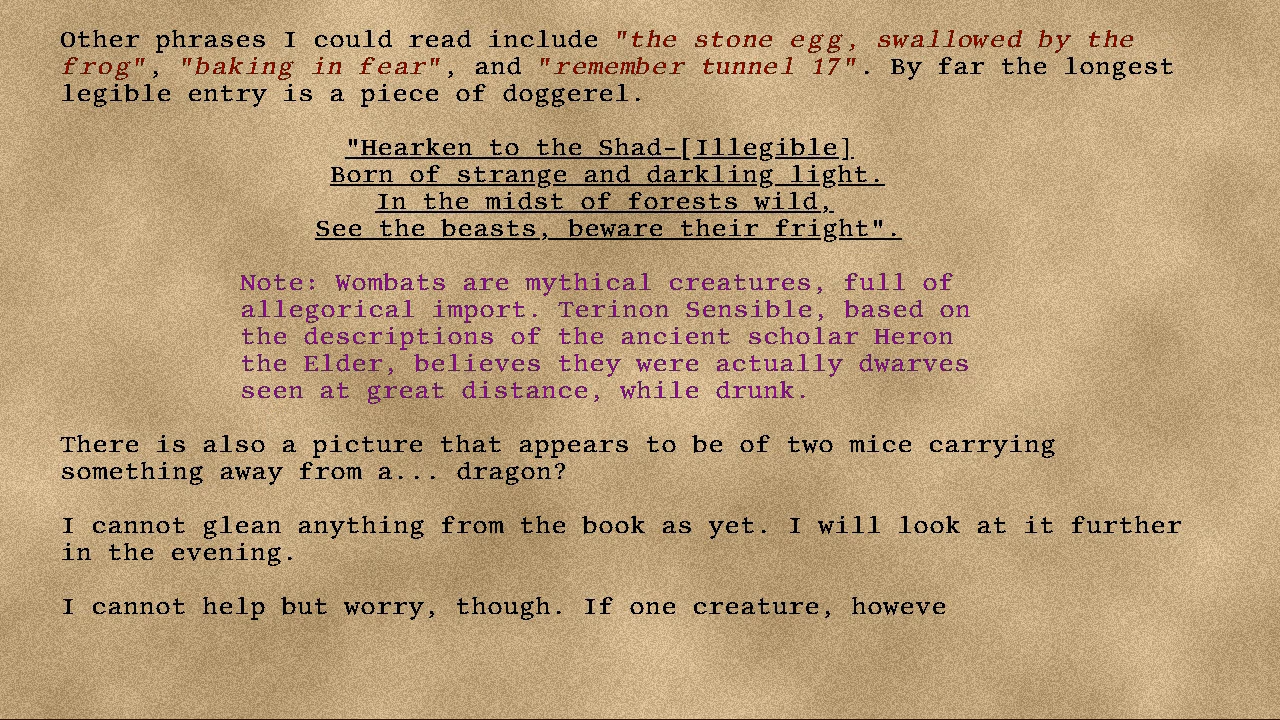 Other phrases I could read include "the stone egg, swallowed by the
frog", "baking in fear", and "remember tunnel 17". By far the longest
legible entry is a piece of doggerel.
"Hearken to the Shad-[Illegible]
Born of strange and darkling light.
In the midst of forests wild,
See the beasts, beware their fright".
Note: Wombats are mythical creatures, full of
allegorical import. Terinon Sensible, based on
the descriptions of the ancient scholar Heron
the Elder, believes they were actually dwarves
seen at great distance, while drunk.
There is also a picture that appears to be of two mice carrying
something away from a... dragon?
I cannot glean anything from the book as yet. I will look at it further
in the evening.
I cannot help but worry, though. If one creature, howeve